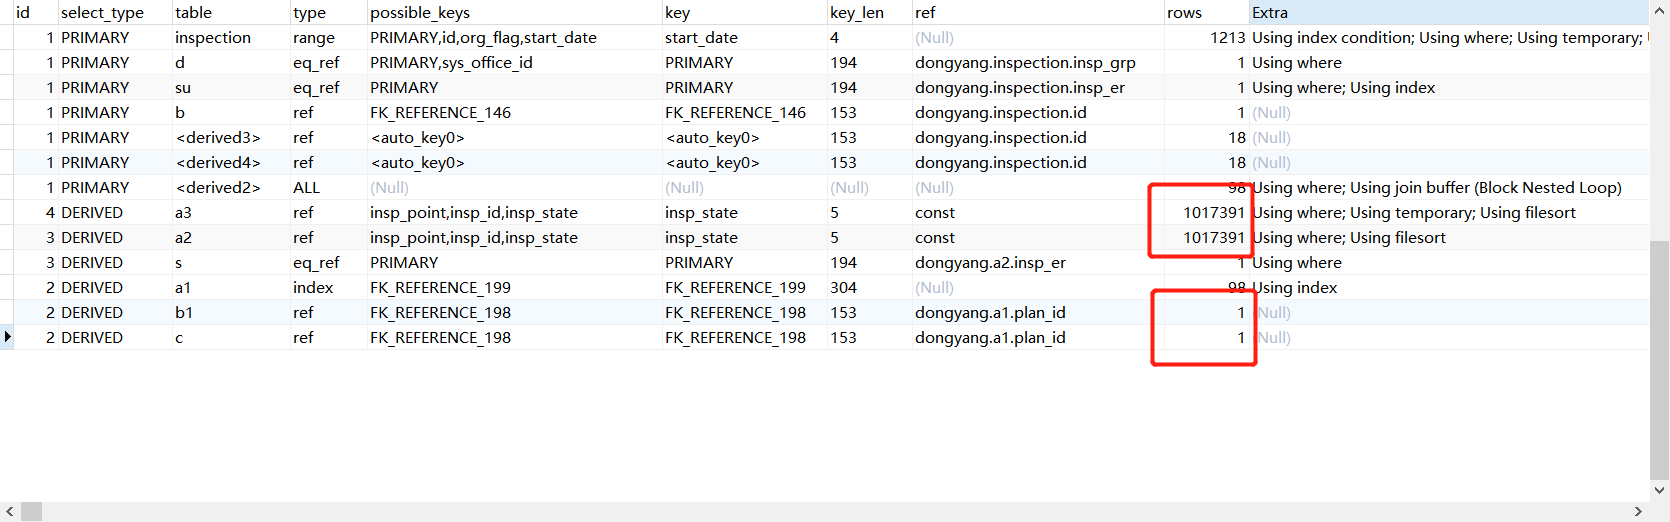 id select_type table type possible_keys key key_len ref rows Extra
1 PRIMARY inspection range PRIMARY,id,org_flag,start_date start_date 4 (Null) 1213 Using index condition; Using where; Using temporary;
1 PRIMARY d eq_ref PRIMARY,sys_office_id PRIMARY 194 dongyang.inspection.insp_grp 1 Using where
1 PRIMARY su eq_ref PRIMARY PRIMARY 194 dongyang.inspection.insp_er 1 Using where; Using index
1 PRIMARY b ref FK_REFERENCE_146 FK_REFERENCE_146 153 dongyang.inspection.id 1 (Null)
1 PRIMARY <derived3> ref <auto_key0> <auto_key0> 153 dongyang.inspection.id 18 (Null)
1 PRIMARY <derived4> ref <auto_key0> <auto_key0> 153 dongyang.inspection.id 18 (Null)
1 PRIMARY <derived2> ALL (Null) (Null) (Null) (Null) 98 Using where; Using join buffer (Block Nested Loop)
4 DERIVED a3 ref insp_point,insp_id,insp_state insp_state 5 const 1017391 Using where; Using temporary; Using filesort
3 DERIVED a2 ref insp_point,insp_id,insp_state insp_state 5 const 1017391 Using where; Using filesort
3 DERIVED s eq_ref PRIMARY PRIMARY 194 dongyang.a2.insp_er 1 Using where
2 DERIVED a1 index FK_REFERENCE_199 FK_REFERENCE_199 304 (Null) 98 Using index
2 DERIVED b1 ref FK_REFERENCE_198 FK_REFERENCE_198 153 dongyang.a1.plan_id 1 (Null)
2 DERIVED c ref FK_REFERENCE_198 FK_REFERENCE_198 153 dongyang.a1.plan_id 1 (Null)